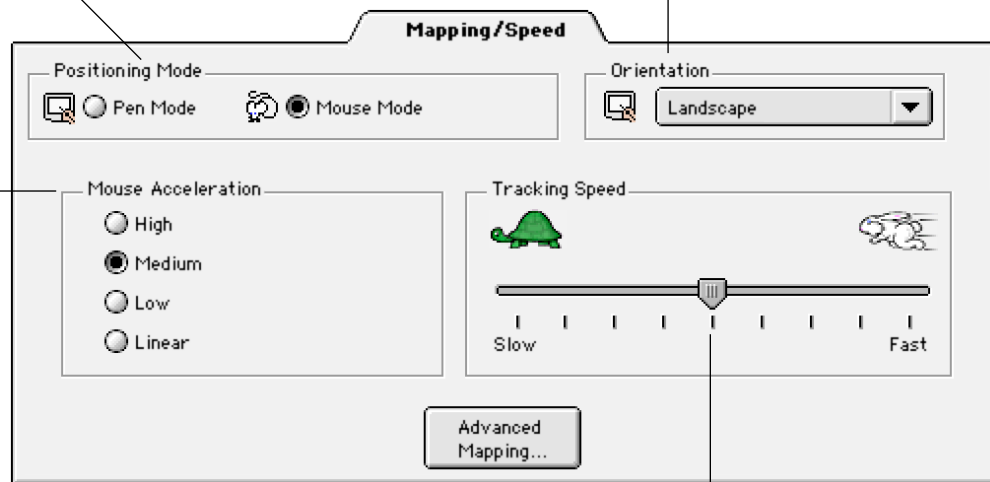 Mapping/Speed
Positioning Mode
Pen Mode
Mouse Mode
Orientation
Landscape
Mouse Acceleration
High
Medium
Low
Linear
Tracking Speed
Slow
Fast
Advanced
Mapping...